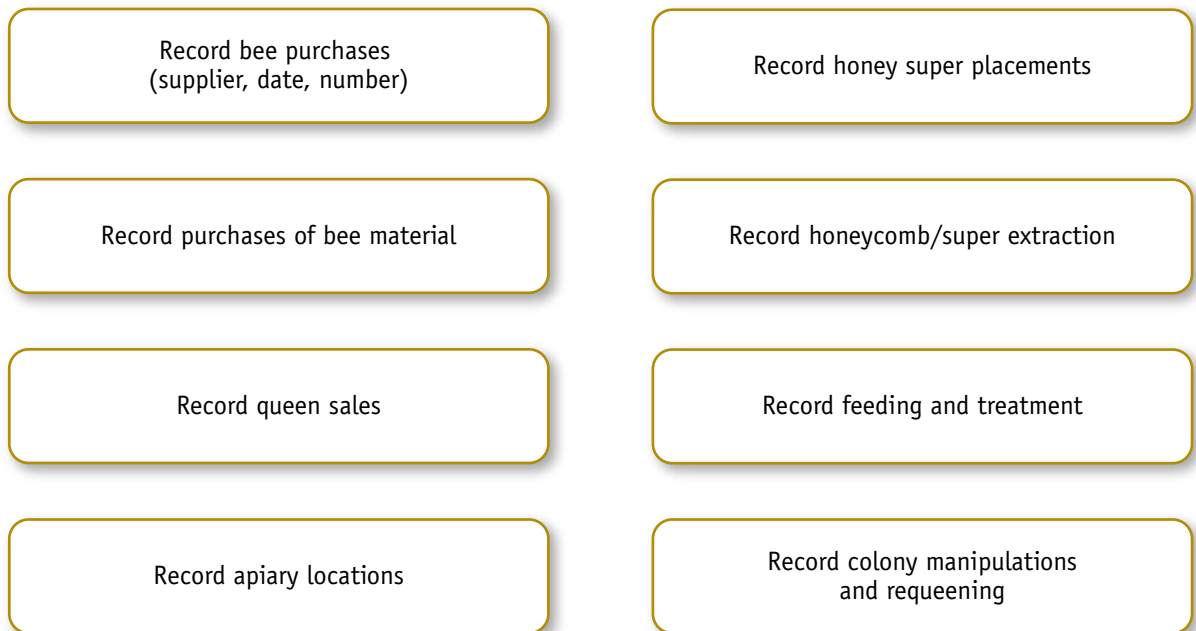 Record bee purchases
(supplier, date, number)
Record honey super placements
Record purchases of bee material
Record honeycomb/super extraction
Record queen sales
Record feeding and treatment
Record apiary locations
Record colony manipulations
and requeening